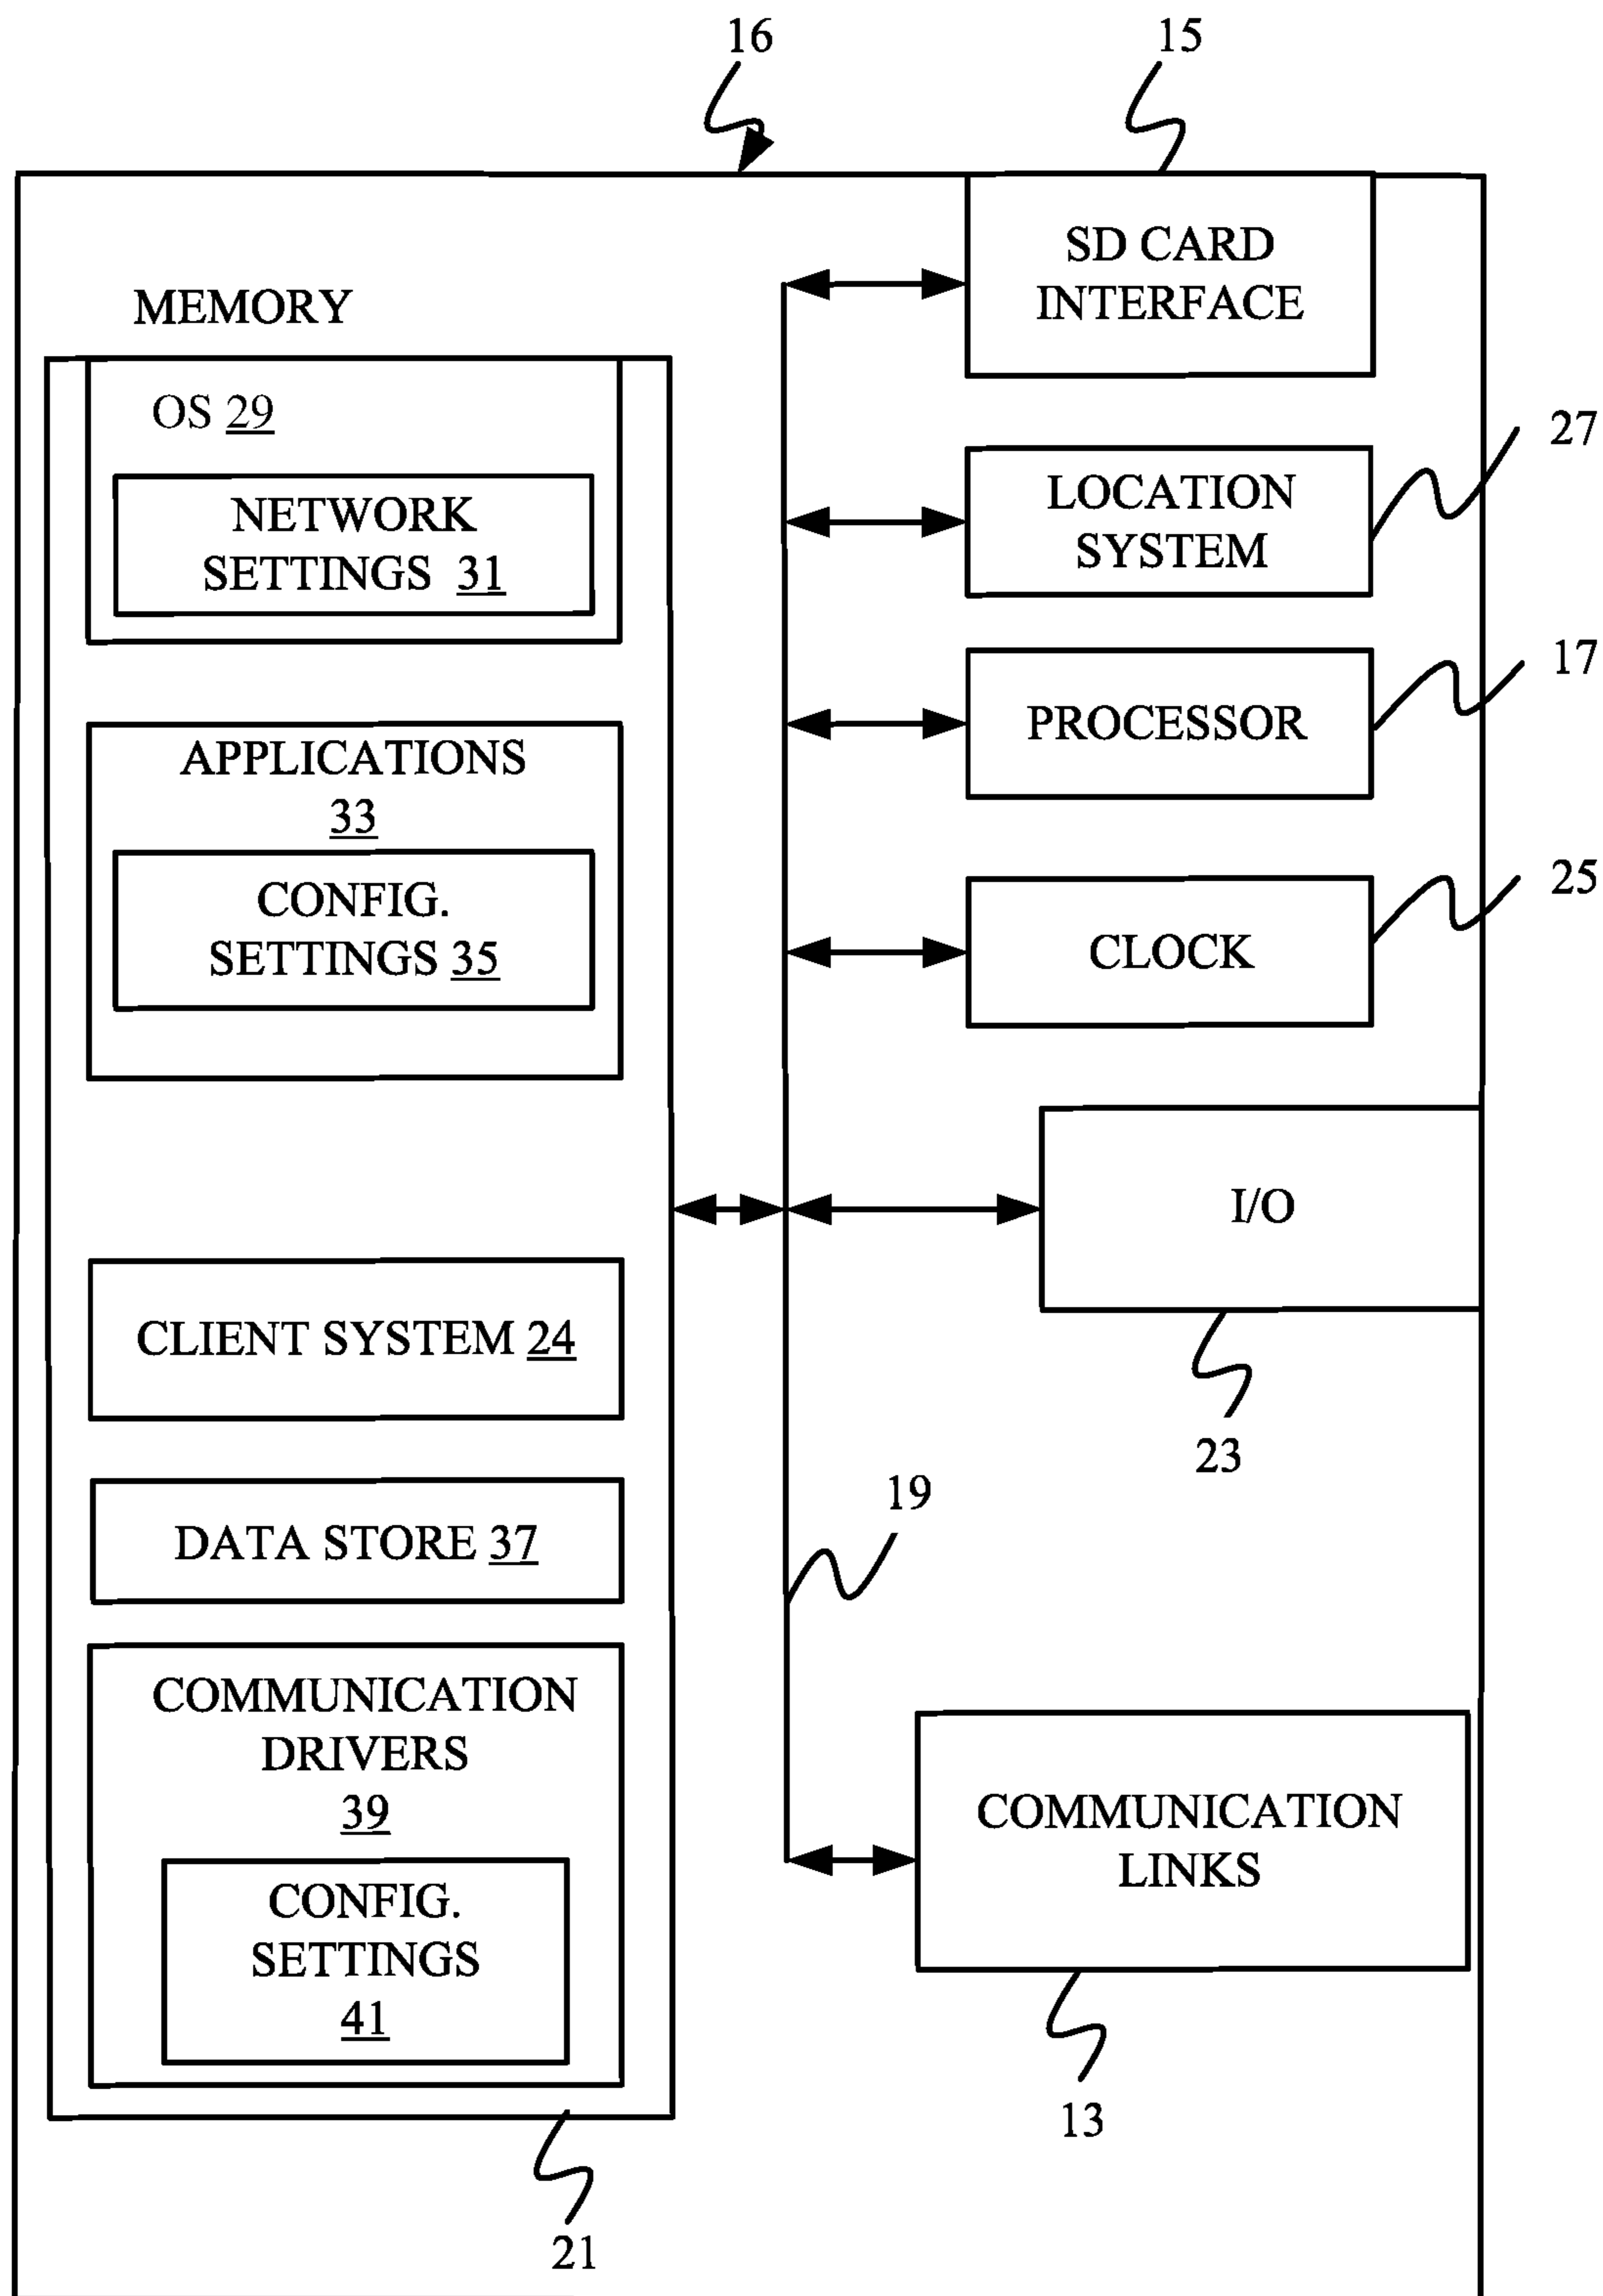 16
15
SD CARD
INTERFACE
MEMORY
OS 29
NETWORK
SETTINGS 31
27
LOCATION
SYSTEM
17
PROCESSOR
APPLICATIONS
33
CONFIG.
SETTINGS 35
25
CLOCK
I/O
23
CLIENT SYSTEM 24
19
DATA STORE 37
COMMUNICATION
DRIVERS
39
CONFIG.
SETTINGS
41
COMMUNICATION
LINKS
13
21